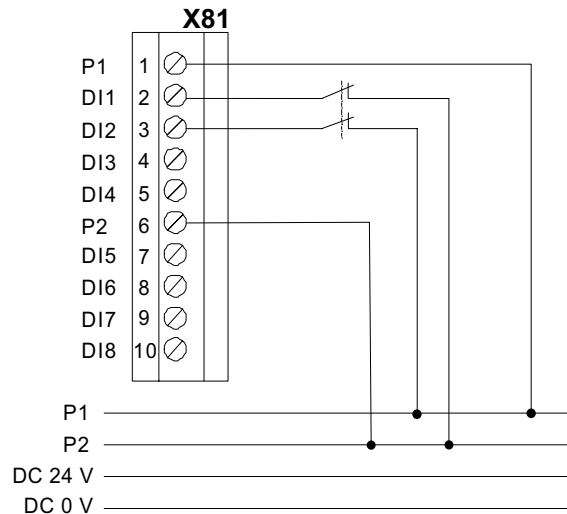 X81
P1 1
DI1 2
DI2 3
DI3 4
DI4 5
P2 6
DI5 7
DI6 8
DI7 9
DI8 10
P1
P2
DC 24 V
DC 0 V